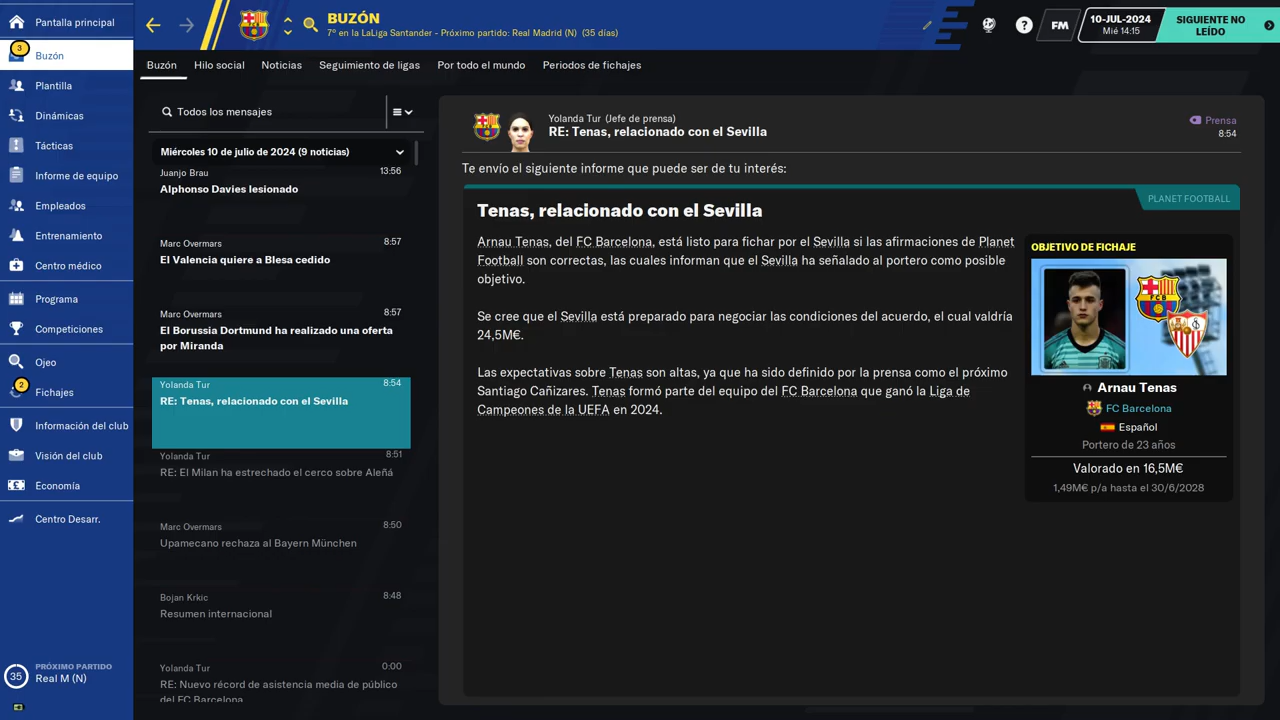 Pantalla principal
3
Buzón
Plantilla
Dinámicas
Tácticas
Informe de equipo
Empleados
Entrenamiento
Centro médico
Programa
Competiciones
Ojeo
2
Fichajes
Información del club
Visión del club
Economía
Centro Desarr.
35
PRÓXIMO PARTIDO
Real M (N)
BUZÓN
7º en la LaLiga Santander - Próximo partido: Real Madrid (N) (35 días)
FM
10-JUL-2024
Mié 14:15
SIGUIENTE NO LEÍDO
Buzón
Hilo social
Noticias
Seguimiento de ligas
Por todo el mundo
Periodos de fichajes
Todos los mensajes
Miércoles 10 de julio de 2024 (9 noticias)
Juanjo Brau 13:56
Alphonso Davies lesionado
Marc Overmars 8:57
El Valencia quiere a Blesa cedido
Marc Overmars 8:57
El Borussia Dortmund ha realizado una oferta
por Miranda
Yolanda Tur 8:54
RE: Tenas, relacionado con el Sevilla
Yolanda Tur 8:51
RE: El Milan ha estrechado el cerco sobre Aleñá
Marc Overmars 8:50
Upamecano rechaza al Bayern München
Bojan Krkic 8:48
Resumen internacional
Yolanda Tur 0:00
RE: Nuevo récord de asistencia media de público
del FC Barcelona
Yolanda Tur (Jefe de prensa)
RE: Tenas, relacionado con el Sevilla
Prensa
8:54
Te envío el siguiente informe que puede ser de tu interés:
PLANET FOOTBALL
Tenas, relacionado con el Sevilla
Arnau Tenas, del FC Barcelona, está listo para fichar por el Sevilla si las afirmaciones de Planet
Football son correctas, las cuales informan que el Sevilla ha señalado al portero como posible
objetivo.
Se cree que el Sevilla está preparado para negociar las condiciones del acuerdo, el cual valdría
24,5M€.
Las expectativas sobre Tenas son altas, ya que ha sido definido por la prensa como el próximo
Santiago Cañizares. Tenas formó parte del equipo del FC Barcelona que ganó la Liga de
Campeones de la UEFA en 2024.
OBJETIVO DE FICHAJE
Arnau Tenas
FC Barcelona
Español
Portero de 23 años
Valorado en 16,5M€
1,49M€ p/a hasta el 30/6/2028